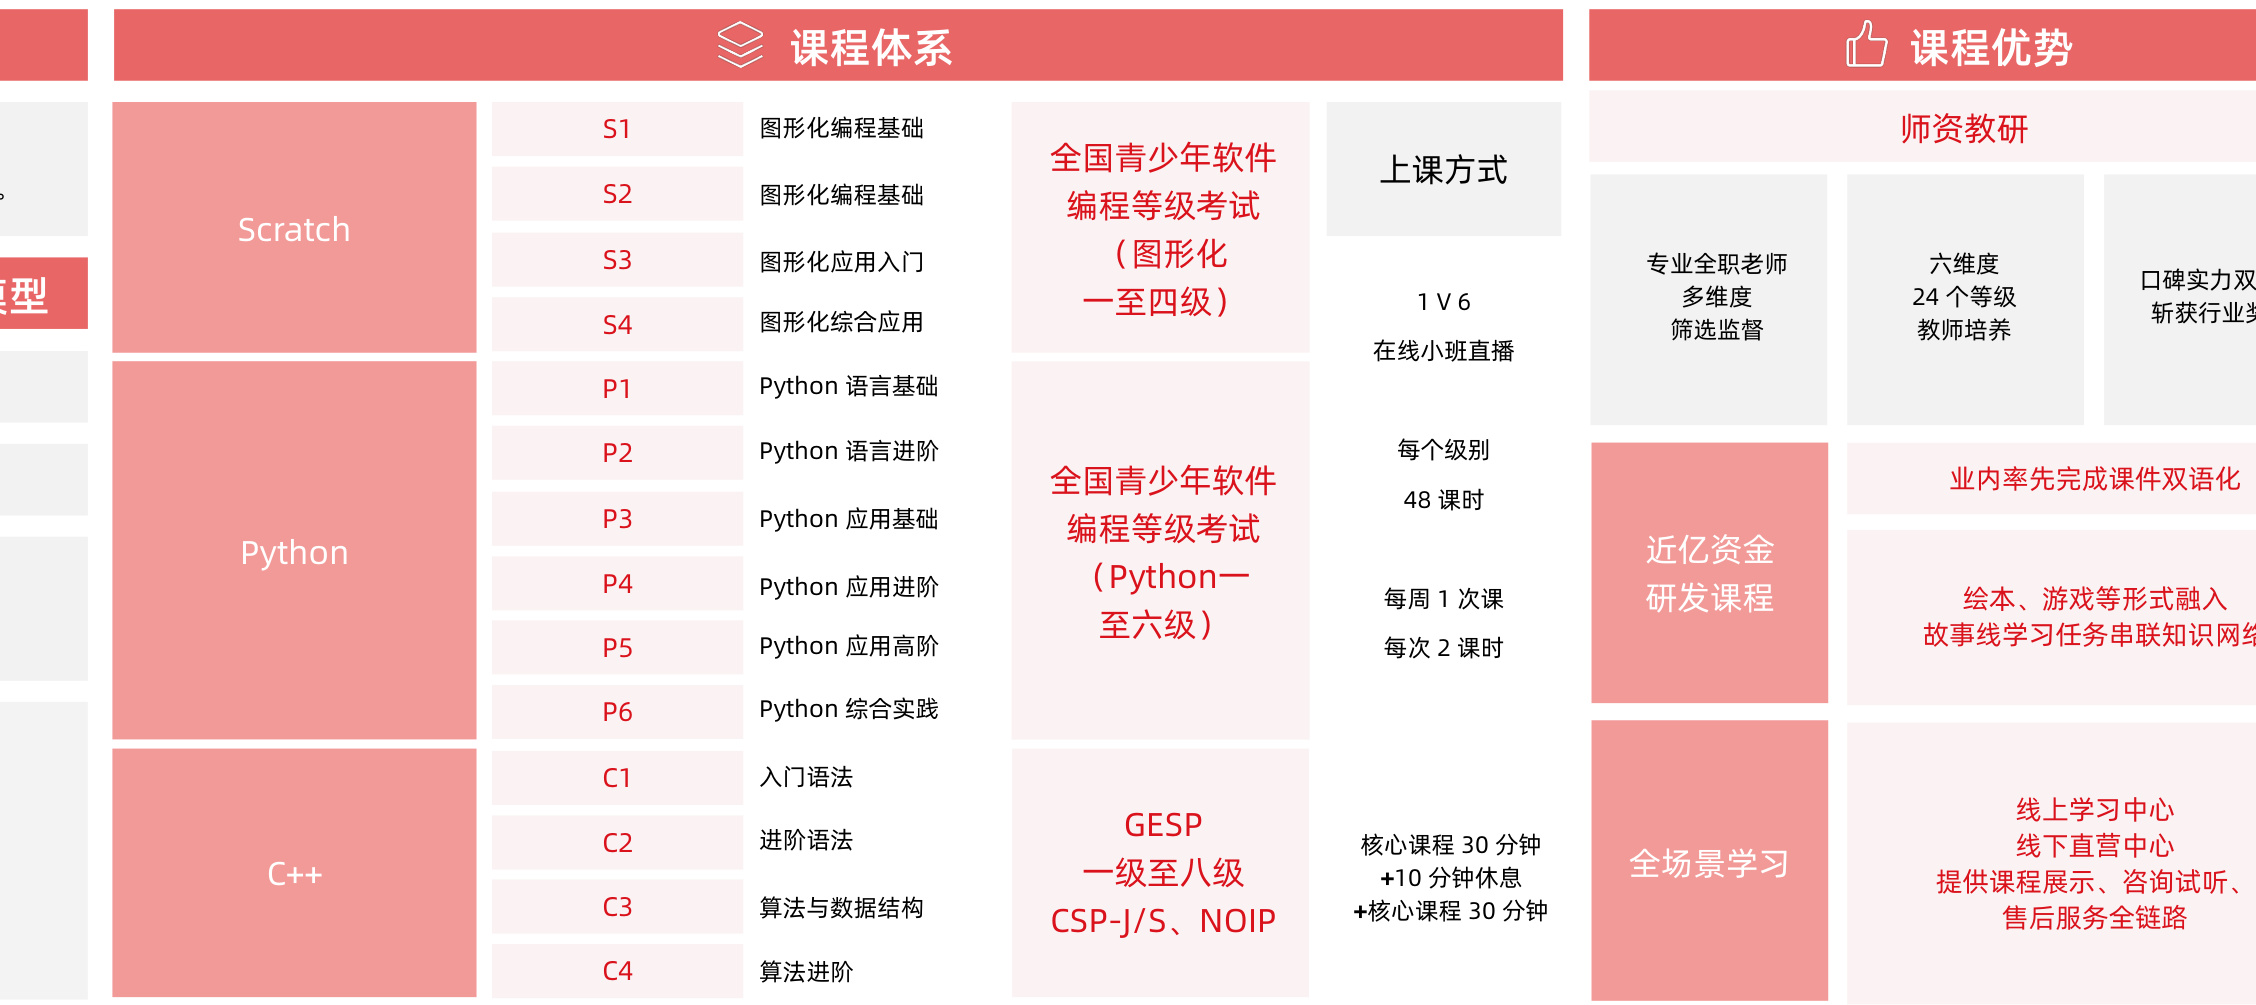 。
型
课程体系
Scratch
S1
图形化编程基础
S2
图形化编程基础
S3
图形化应用入门
S4
图形化综合应用
全国青少年软件
编程等级考试
（图形化
一至四级）
Python
P1
Python 语言基础
P2
Python 语言进阶
P3
Python 应用基础
P4
Python 应用进阶
P5
Python 应用高阶
P6
Python 综合实践
全国青少年软件
编程等级考试
（Python一
至六级）
C++
C1
入门语法
C2
进阶语法
C3
算法与数据结构
C4
算法进阶
GESP
一级至八级
CSP-J/S、NOIP
上课方式
1 V 6
在线小班直播
每个级别
48 课时
每周 1 次课
每次 2 课时
核心课程 30 分钟
+10 分钟休息
+核心课程 30 分钟
课程优势
师资教研
专业全职老师
多维度
筛选监督
六维度
24 个等级
教师培养
口碑实力双
斩获行业
近亿资金
研发课程
业内率先完成课件双语化
绘本、游戏等形式融入
故事线学习任务串联知识网
全场景学习
线上学习中心
线下直营中心
提供课程展示、咨询试听、
售后服务全链路